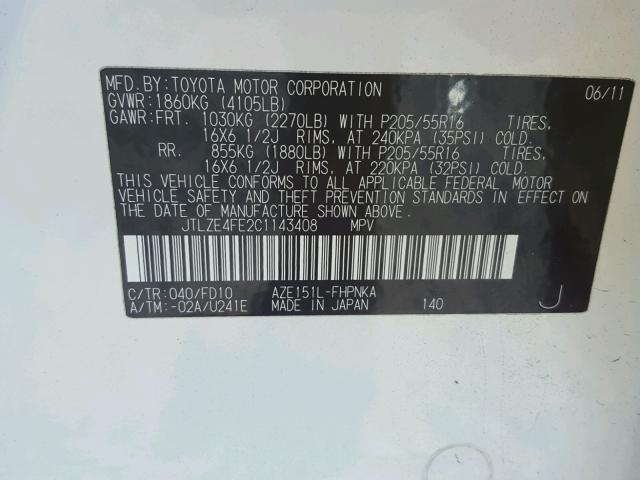 MFD.BY:TOYOTA MOTOR CORPORATION 06/11
GVWR:1860KG (4105LB)
GAWR:FRT. 1030KG (2270LB) WITH P205/55R16 TIRES,
16X6 1/2J RIMS, AT 240KPA (35PSI) COLD.
RR. 855KG (1880LB) WITH P205/55R16 TIRES,
16X6 1/2J RIMS, AT 220KPA (32PSI) COLD.
THIS VEHICLE CONFORMS TO ALL APPLICABLE FEDERAL MOTOR
VEHICLE SAFETY AND THEFT PREVENTION STANDARDS IN EFFECT ON
THE DATE OF MANUFACTURE SHOWN ABOVE.
JTLZE4FE2C1143408 MPV
C/TR:040/FD10 AZE151L-FHPNKA
A/TM:-02A/U241E MADE IN JAPAN 140 J